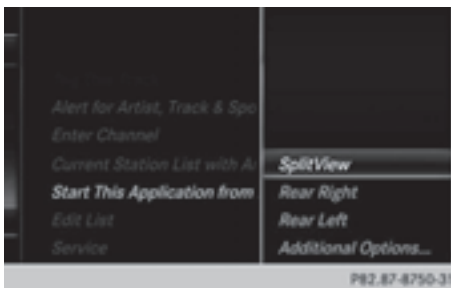 Alert for Artist, Track & Spo
Enter Channel
Current Station List with A
Start This Application from
Edit List
Service
SplitView
Rear Right
Rear Left
Additional Options...
P82.87-8750-31